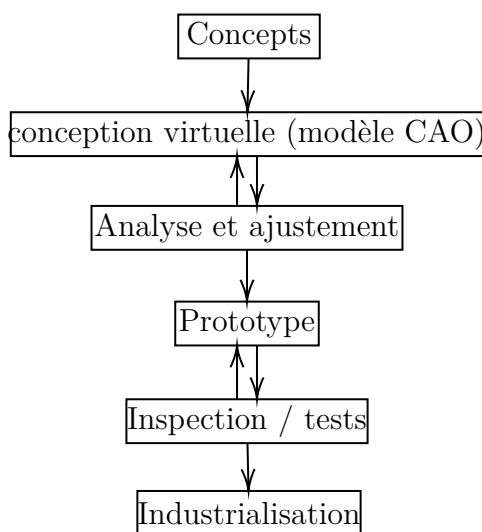 Concepts
conception virtuelle (modèle CAO)
Analyse et ajustement
Prototype
Inspection / tests
Industrialisation